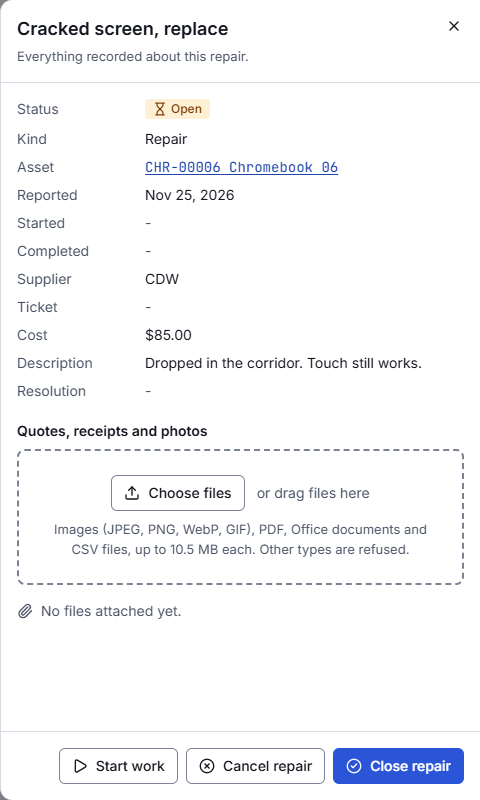 Cracked screen, replace
Everything recorded about this repair.
Status Open
Kind Repair
Asset CHR-00006 Chromebook 06
Reported Nov 25, 2026
Started -
Completed -
Supplier CDW
Ticket -
Cost $85.00
Description Dropped in the corridor. Touch still works.
Resolution -
Quotes, receipts and photos
Choose files or drag files here
Images (JPEG, PNG, WebP, GIF), PDF, Office documents and
CSV files, up to 10.5 MB each. Other types are refused.
No files attached yet.
Start work Cancel repair Close repair